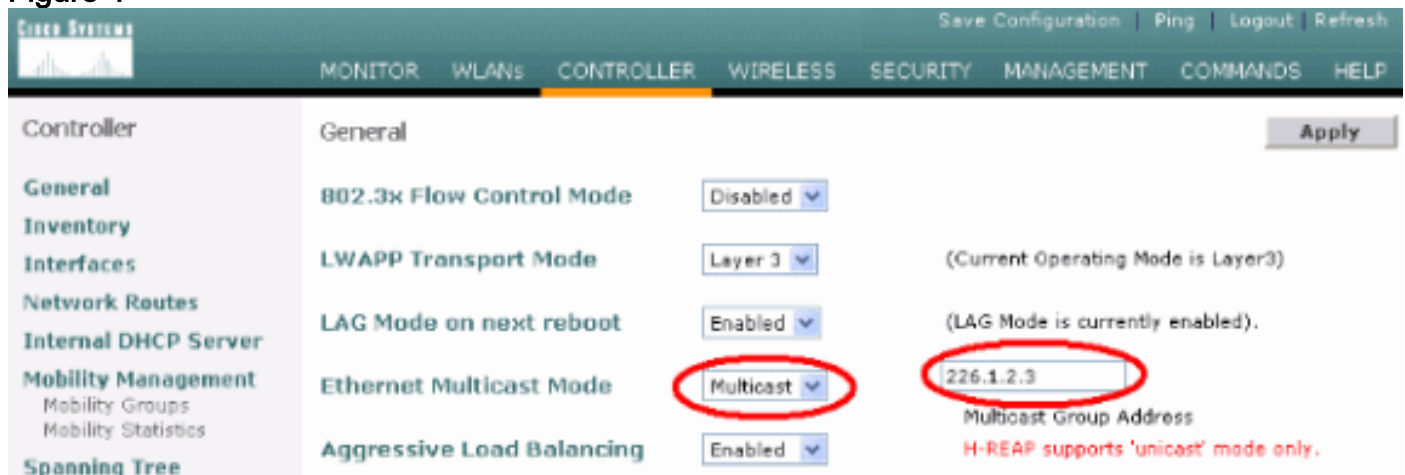 CISCO SYSTEMS
Save Configuration | Ping | Logout | Refresh
MONITOR WLANs CONTROLLER WIRELESS SECURITY MANAGEMENT COMMANDS HELP
Controller
General
Inventory
Interfaces
Network Routes
Internal DHCP Server
Mobility Management
Mobility Groups
Mobility Statistics
Spanning Tree
General
Apply
802.3x Flow Control Mode Disabled
LWAPP Transport Mode Layer 3 (Current Operating Mode is Layer3)
LAG Mode on next reboot Enabled (LAG Mode is currently enabled).
Ethernet Multicast Mode Multicast 226.1.2.3
Multicast Group Address
Aggressive Load Balancing Enabled H-REAP supports 'unicast' mode only.